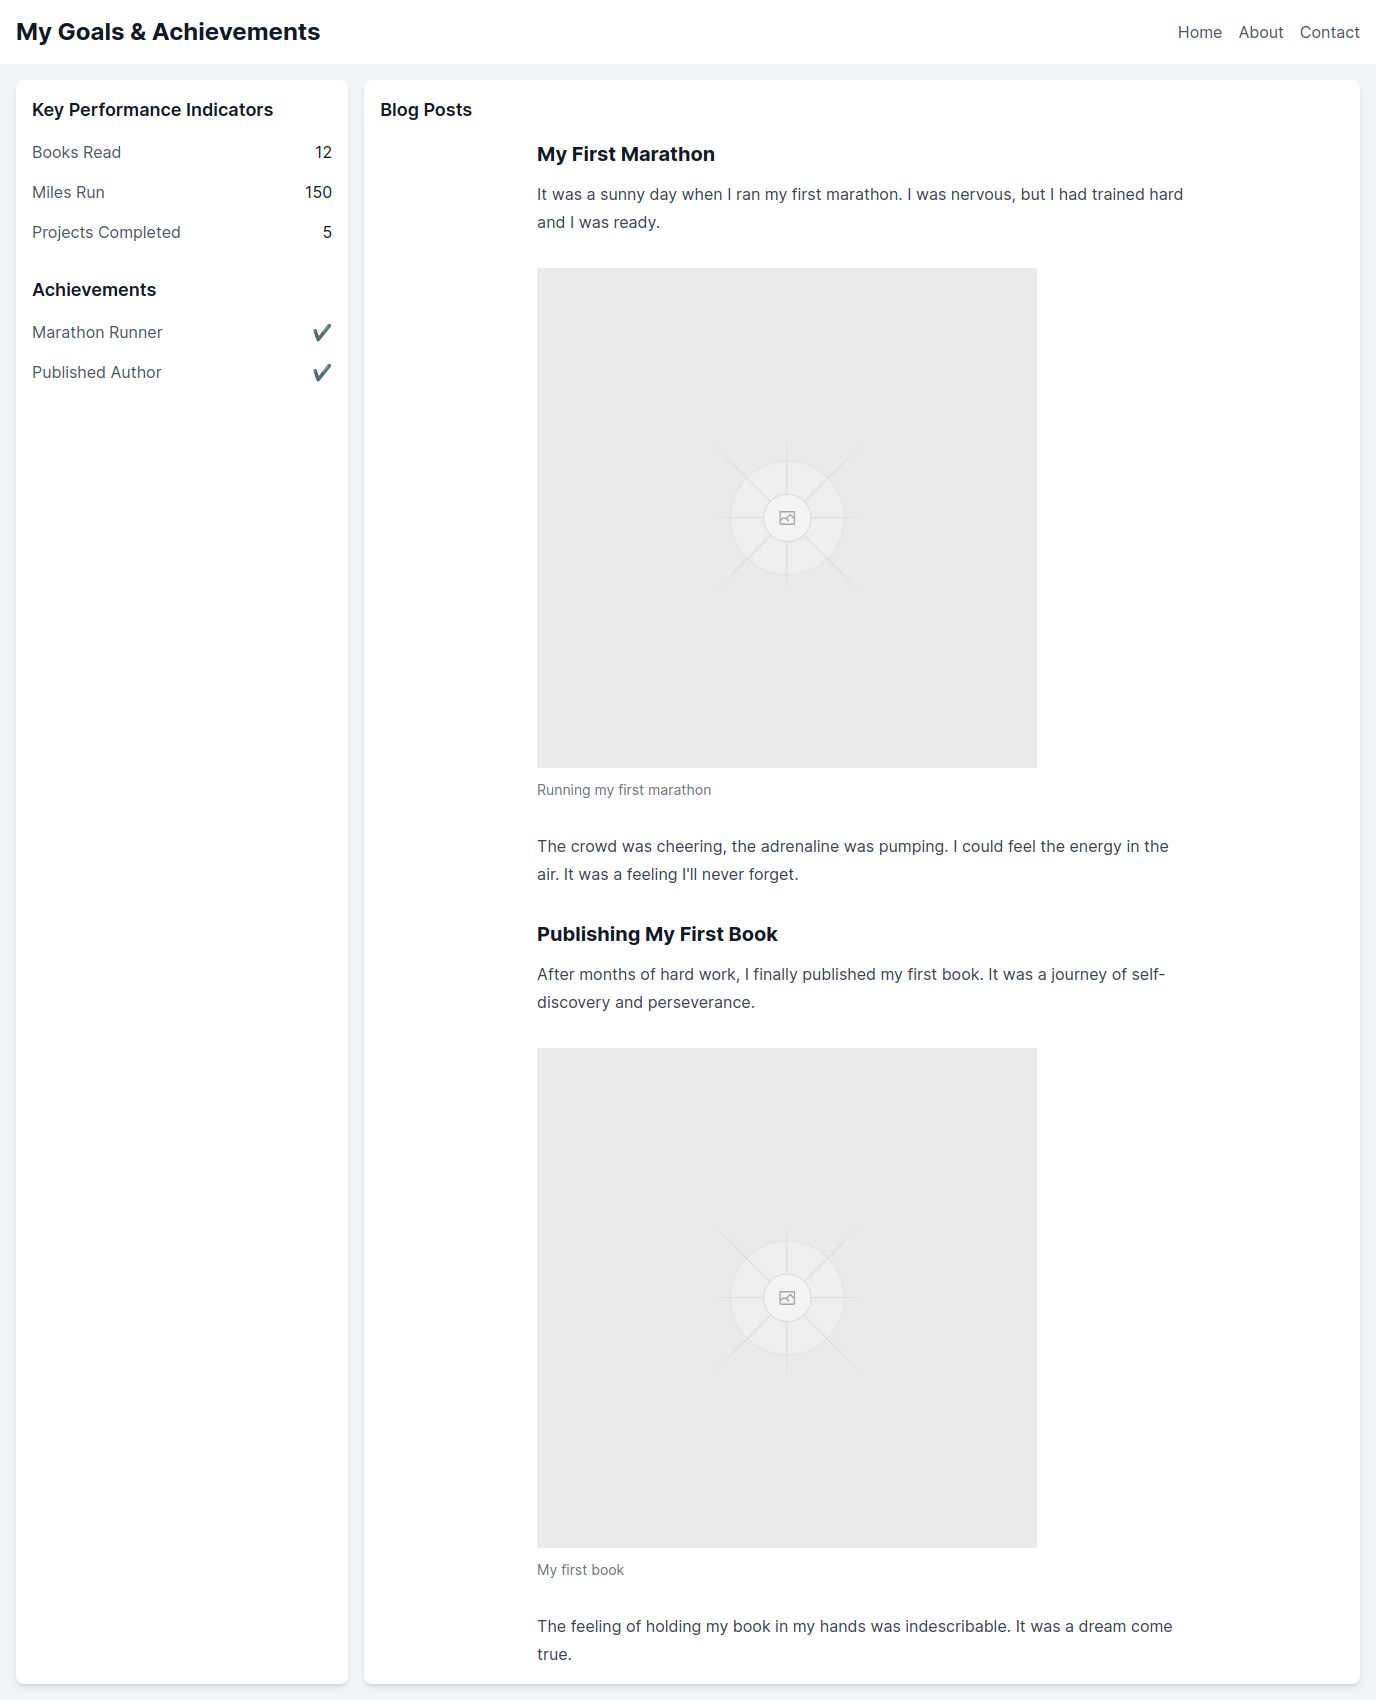 My Goals & Achievements
Home About Contact
Key Performance Indicators
Books Read 12
Miles Run 150
Projects Completed 5
Achievements
Marathon Runner ✔
Published Author ✔
Blog Posts
My First Marathon
It was a sunny day when I ran my first marathon. I was nervous, but I had trained hard
and I was ready.
Running my first marathon
The crowd was cheering, the adrenaline was pumping. I could feel the energy in the
air. It was a feeling I'll never forget.
Publishing My First Book
After months of hard work, I finally published my first book. It was a journey of self-
discovery and perseverance.
My first book
The feeling of holding my book in my hands was indescribable. It was a dream come
true.